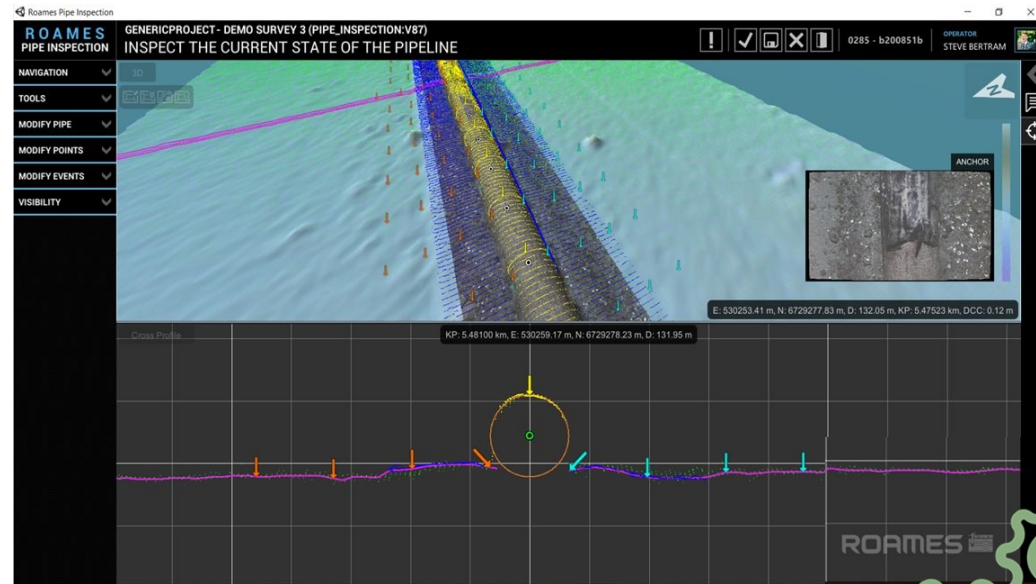 Roames Pipe Inspection
ROAMES
PIPE INSPECTION
GENERICPROJECT - DEMO SURVEY 3 (PIPE_INSPECTION:V87)
INSPECT THE CURRENT STATE OF THE PIPELINE
0285 - b200851b
OPERATOR
STEVE BERTRAM
NAVIGATION
TOOLS
MODIFY PIPE
MODIFY POINTS
MODIFY EVENTS
VISIBILITY
3D
Z
ANCHOR
E: 530253.41 m, N: 6729277.83 m, D: 132.05 m, KP: 5.47523 km, DCC: 0.12 m
Cross Profile
KP: 5.48100 km, E: 530259.17 m, N: 6729278.23 m, D: 131.95 m
ROAMES